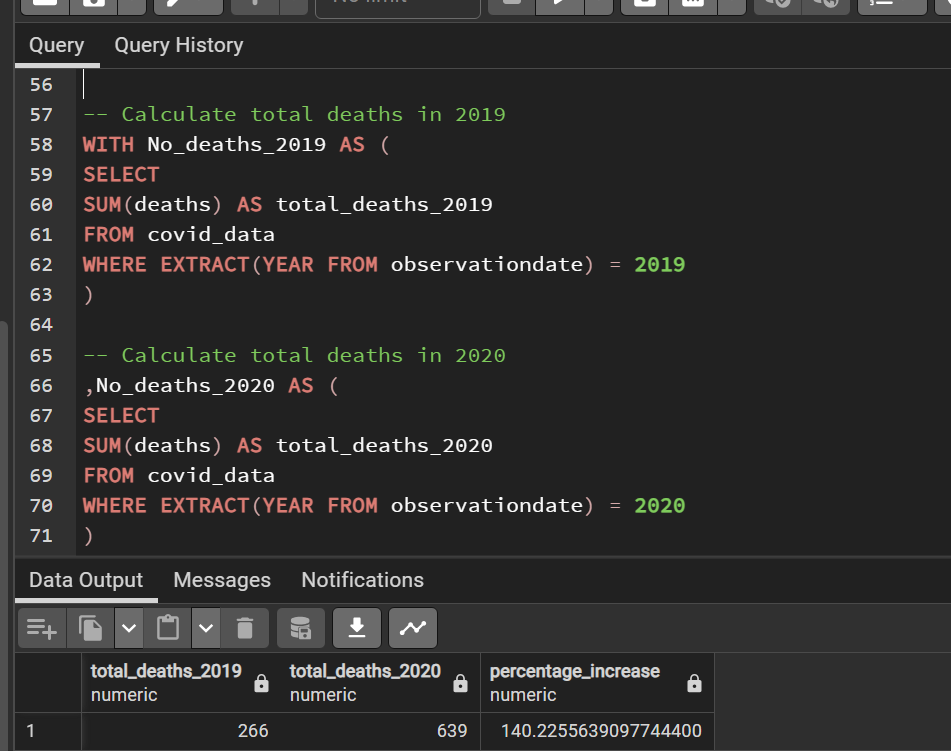 No limit
Query Query History
56
57 -- Calculate total deaths in 2019
58 WITH No_deaths_2019 AS (
59 SELECT
60 SUM(deaths) AS total_deaths_2019
61 FROM covid_data
62 WHERE EXTRACT(YEAR FROM observationdate) = 2019
63 )
64
65 -- Calculate total deaths in 2020
66 ,No_deaths_2020 AS (
67 SELECT
68 SUM(deaths) AS total_deaths_2020
69 FROM covid_data
70 WHERE EXTRACT(YEAR FROM observationdate) = 2020
71 )
Data Output Messages Notifications
total_deaths_2019 total_deaths_2020 percentage_increase
numeric numeric numeric
1 266 639 140.2255639097744400